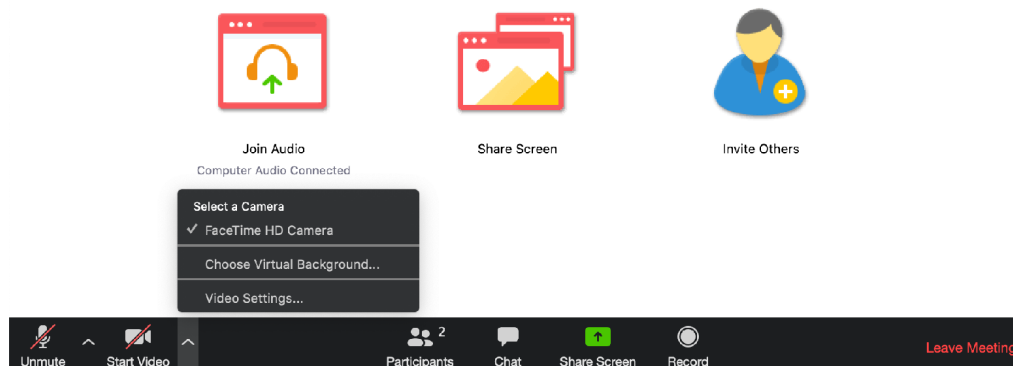 Join Audio
Computer Audio Connected
Share Screen
Invite Others
Select a Camera
FaceTime HD Camera
Choose Virtual Background...
Video Settings...
Unmute
Start Video
Participants
2
Chat
Share Screen
Record
Leave Meeting